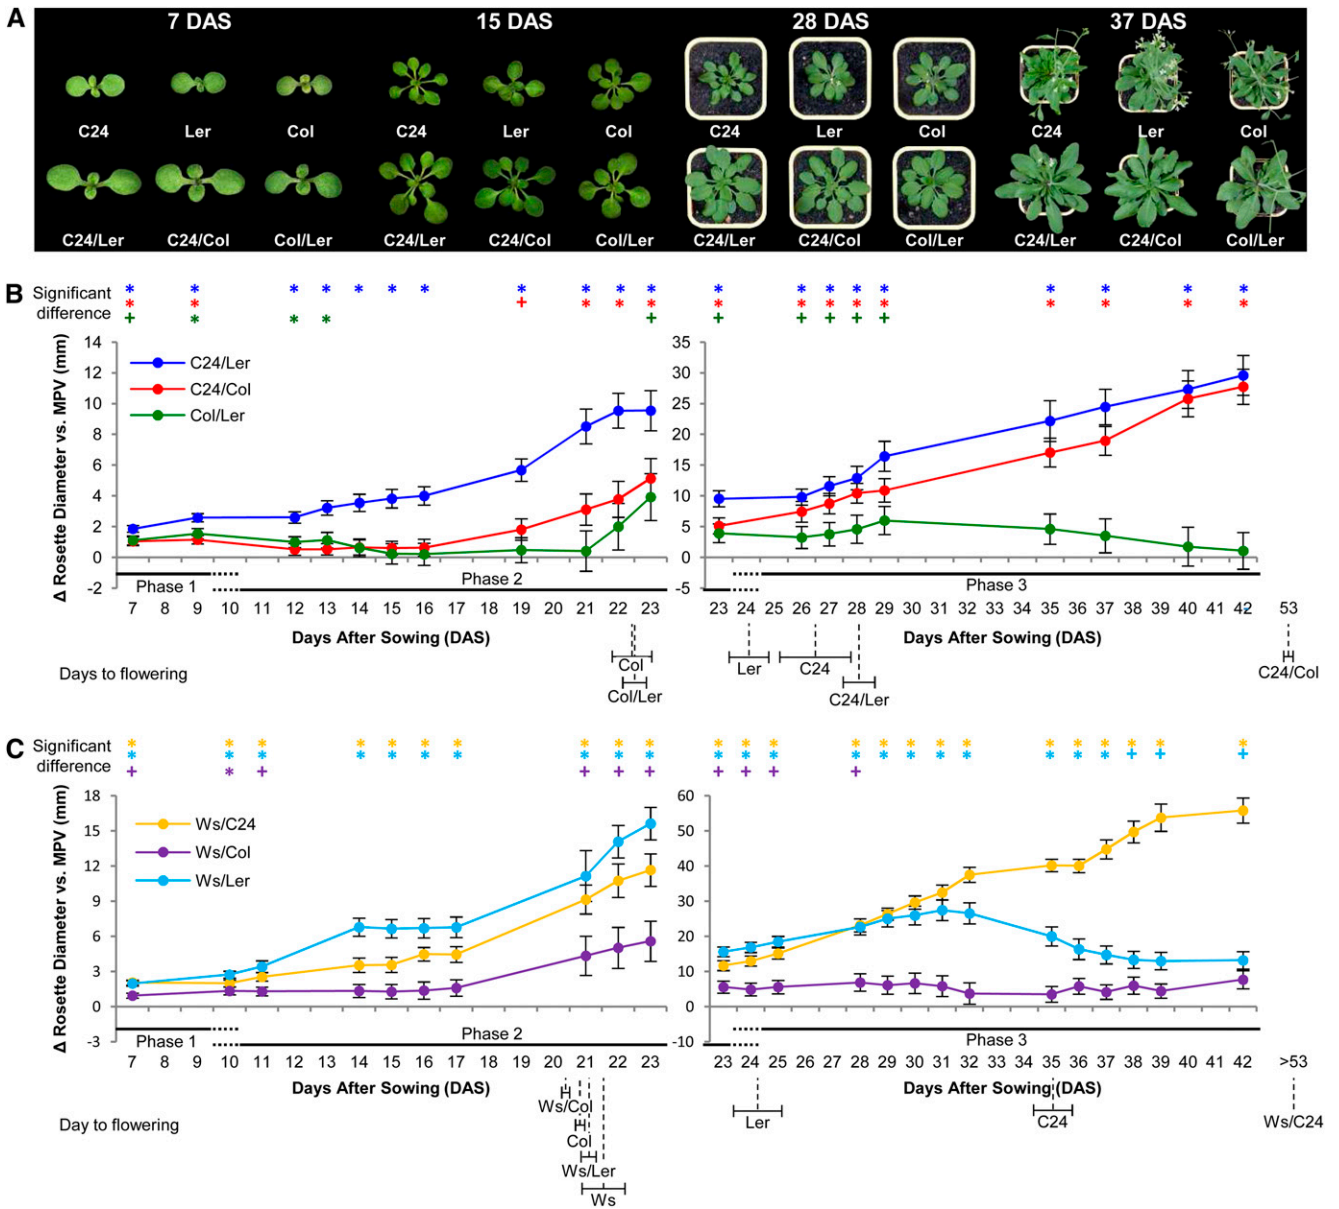 A
7 DAS 15 DAS 28 DAS 37 DAS
C24 Ler Col C24 Ler Col C24 Ler Col C24 Ler Col
C24/Ler C24/Col Col/Ler C24/Ler C24/Col Col/Ler C24/Ler C24/Col Col/Ler C24/Ler C24/Col Col/Ler
B
Significant
difference
* * * * * * * * * * * * * * * * * * * *
* * + * * * * * * * * * * * *
+ * * * + * + + + +
Δ Rosette Diameter vs. MPV (mm)
14
12
10
8
6
4
2
0
-2
C24/Ler
C24/Col
Col/Ler
35
30
25
20
15
10
5
0
-5
Phase 1 Phase 2 Phase 3
7 8 9 10 11 12 13 14 15 16 17 18 19 20 21 22 23
23 24 25 26 27 28 29 33 34 35 36 37 38 39 40 41 42 53
Days After Sowing (DAS) Days After Sowing (DAS)
Days to flowering
Col
Col/Ler
Ler
C24
C24/Ler
C24/Col
C
Significant
difference
* * * * * * * * * * * * * * * * * * * * * * * *
* * * * * * * * * * * * * * * * * * * * * + + +
+ * + + + + + + + +
Δ Rosette Diameter vs. MPV (mm)
18
15
12
9
6
3
0
-3
Ws/C24
Ws/Col
Ws/Ler
60
50
40
30
20
10
0
-10
Phase 1 Phase 2 Phase 3
7 8 9 10 11 12 13 14 15 16 17 18 19 20 21 22 23
23 24 25 26 27 28 29 30 31 32 33 34 35 36 37 38 39 40 41 42 >53
Days After Sowing (DAS) Days After Sowing (DAS)
Day to flowering
Ws/Col
Col
Ws/Ler
Ws
Ler
C24
Ws/C24